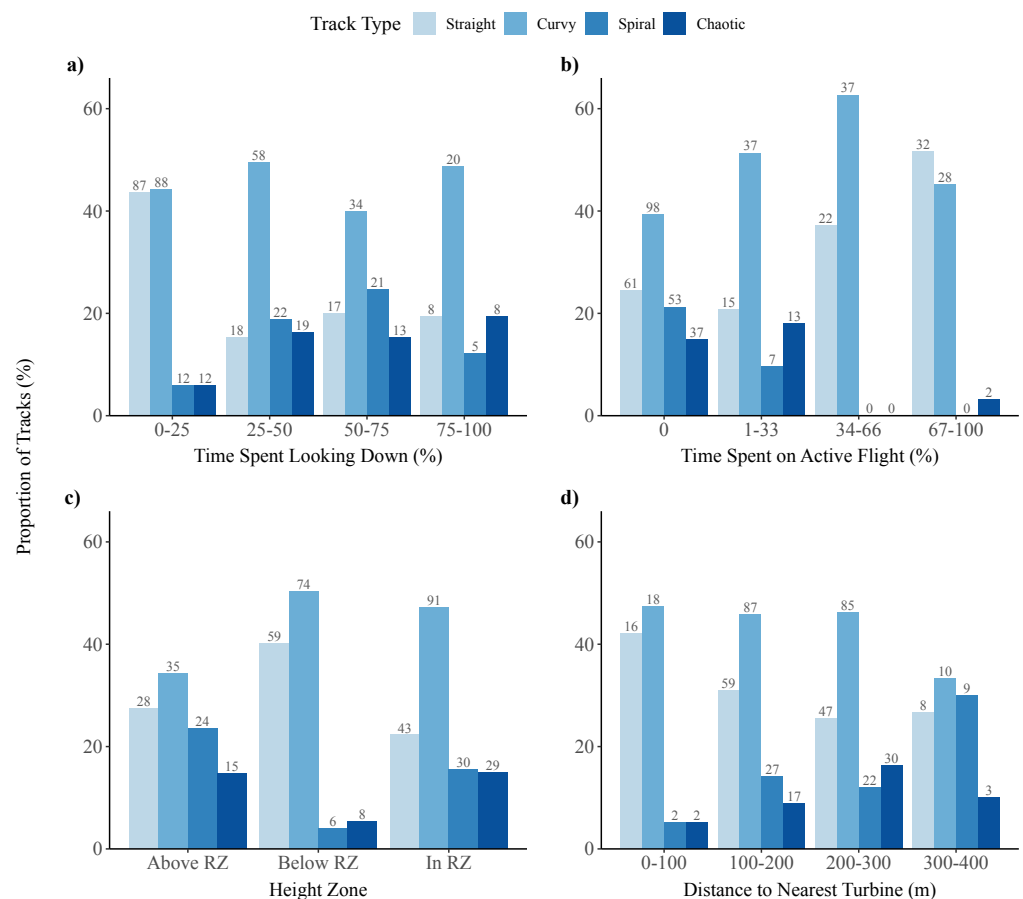 Track Type Straight Curvy Spiral Chaotic
Proportion of Tracks (%)
a)
60
40
20
0
87 88 12 12
18 58 22 19
17 34 21 13
8 20 5 8
0-25 25-50 50-75 75-100
Time Spent Looking Down (%)
b)
60
40
20
0
61 98 53 37
15 37 7 13
22 37 0 0
32 28 0 2
0 1-33 34-66 67-100
Time Spent on Active Flight (%)
c)
60
40
20
0
28 35 24 15
59 74 6 8
43 91 30 29
Above RZ Below RZ In RZ
Height Zone
d)
60
40
20
0
16 18 2 2
59 87 27 17
47 85 22 30
8 10 9 3
0-100 100-200 200-300 300-400
Distance to Nearest Turbine (m)